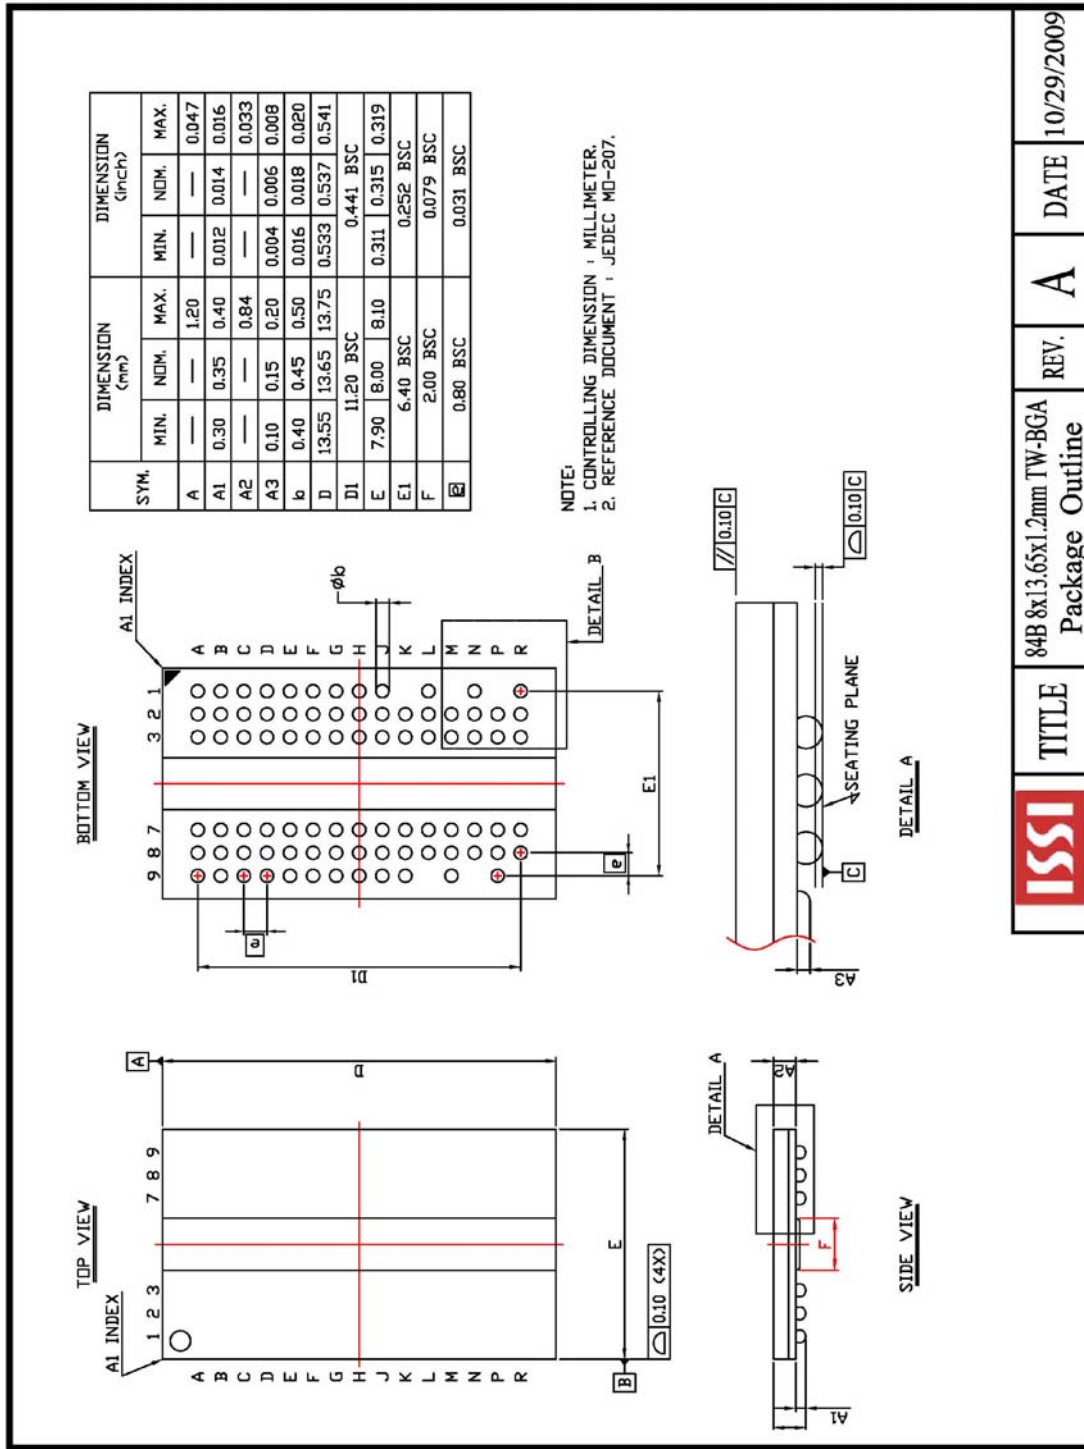 TOP VIEW
A1 INDEX
1 2 3 7 8 9
A
B
C
D
E
F
G
H
J
K
L
M
N
P
R
A
D
E
B
0.10 (4X)
BOTTOM VIEW
A1 INDEX
9 8 7 3 2 1
A
B
C
D
E
F
G
H
J
K
L
M
N
P
R
Øb
e
D1
e
E1
DETAIL B
SYM. DIMENSION (mm) DIMENSION (inch)
MIN. NOM. MAX. MIN. NOM. MAX.
A — — 1.20 — — 0.047
A1 0.30 0.35 0.40 0.012 0.014 0.016
A2 — — 0.84 — — 0.033
A3 0.10 0.15 0.20 0.004 0.006 0.008
b 0.40 0.45 0.50 0.016 0.018 0.020
D 13.55 13.65 13.75 0.533 0.537 0.541
D1 11.20 BSC 0.441 BSC
E 7.90 8.00 8.10 0.311 0.315 0.319
E1 6.40 BSC 0.252 BSC
F 2.00 BSC 0.079 BSC
e 0.80 BSC 0.031 BSC
NOTE:
1. CONTROLLING DIMENSION : MILLIMETER.
2. REFERENCE DOCUMENT : JEDEC MO-207.
DETAIL A
A2
F
A1
SIDE VIEW
// 0.10 C
0.10 C
SEATING PLANE
C
A3
DETAIL A
ISSI
TITLE
84B 8x13.65x1.2mm TW-BGA
Package Outline
REV.
A
DATE
10/29/2009